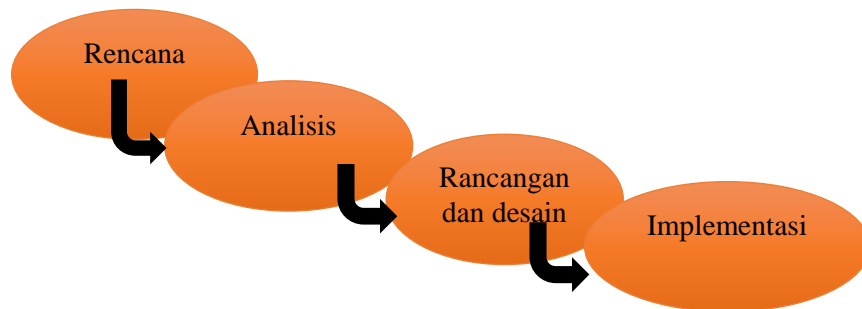 Rencana
Analisis
Rancangan
dan desain
Implementasi